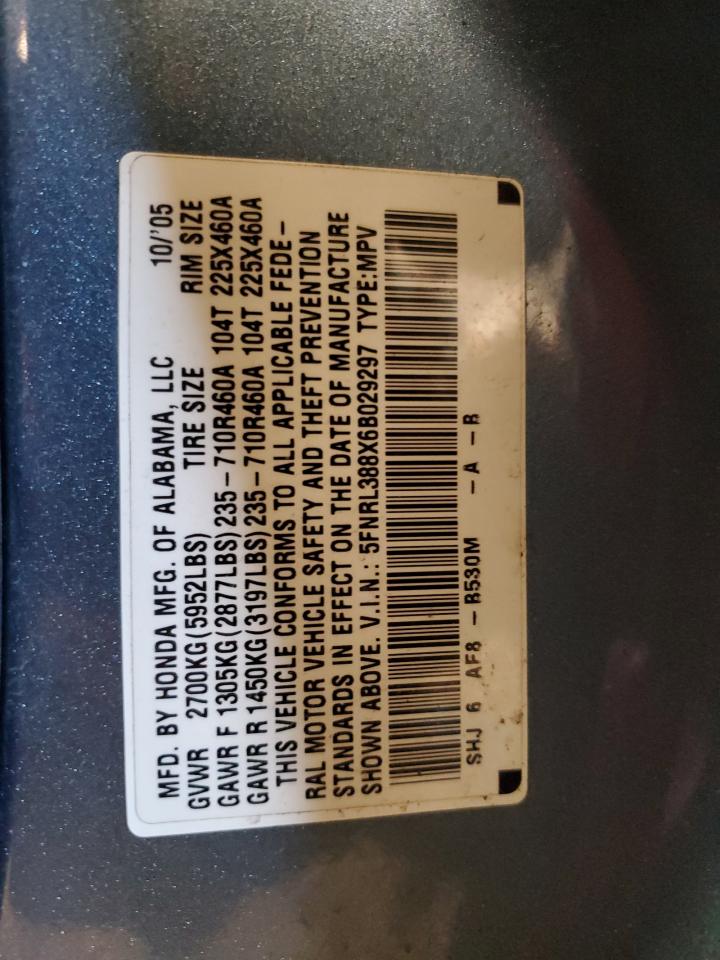 MFD. BY HONDA MFG. OF ALABAMA, LLC 10/'05
GVWR 2700KG(5952LBS) TIRE SIZE RIM SIZE
GAWR F 1305KG(2877LBS)235-710R460A 104T 225X460A
GAWR R 1450KG(3197LBS)235-710R460A 104T 225X460A
THIS VEHICLE CONFORMS TO ALL APPLICABLE FEDE-
RAL MOTOR VEHICLE SAFETY AND THEFT PREVENTION
STANDARDS IN EFFECT ON THE DATE OF MANUFACTURE
SHOWN ABOVE. V.I.N.: 5FNRL388X6B029297 TYPE:MPV
SHJ 6 AF8 - B530M - A - B